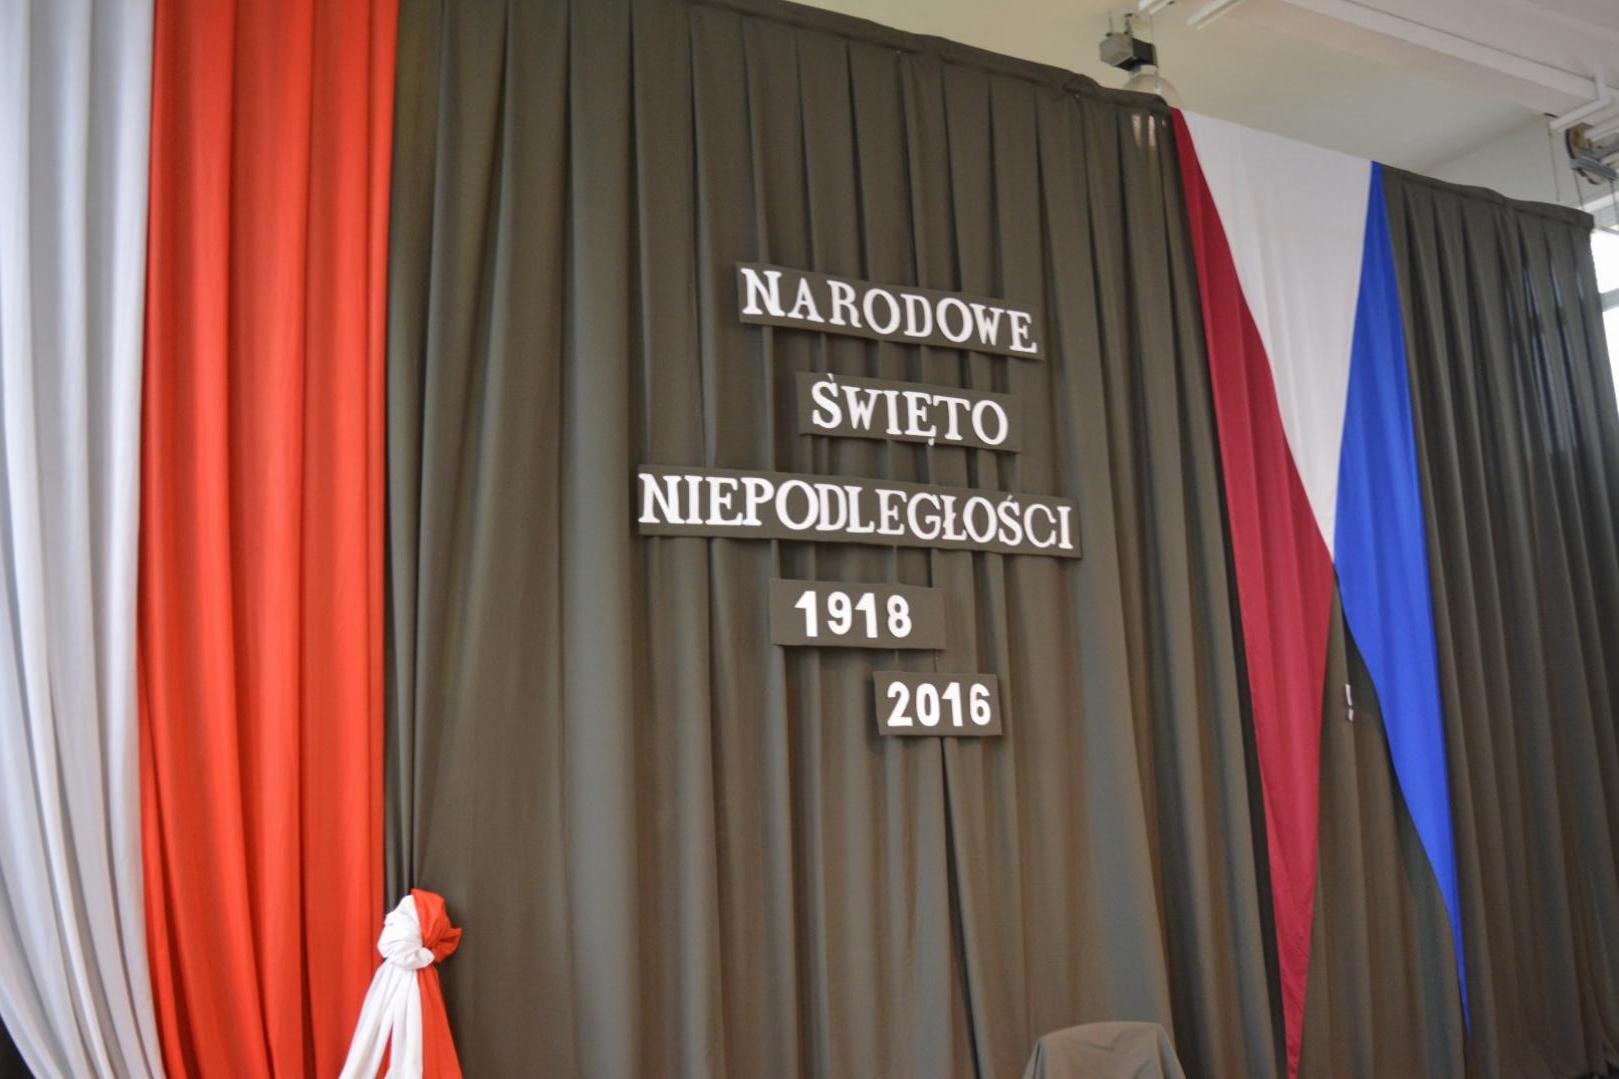 NARODOWE
ŚWIĘTO
NIEPODLEGŁOŚCI
1918
2016